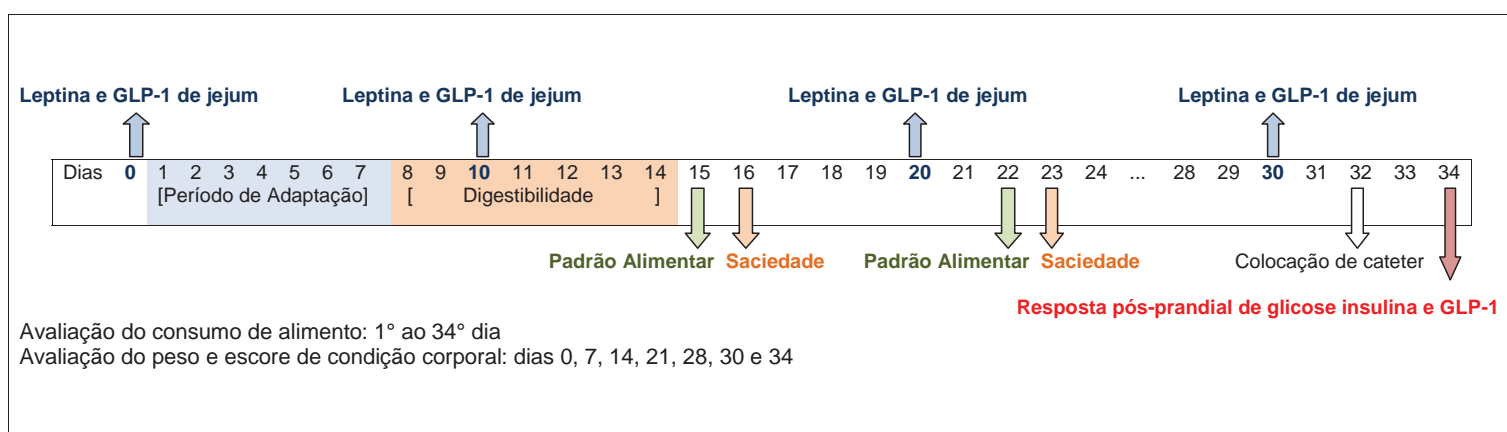 Leptina e GLP-1 de jejum Leptina e GLP-1 de jejum Leptina e GLP-1 de jejum Leptina e GLP-1 de jejum
Dias 0 1 2 3 4 5 6 7 8 9 10 11 12 13 14 15 16 17 18 19 20 21 22 23 24 ... 28 29 30 31 32 33 34
[Período de Adaptação] [ Digestibilidade ]
Padrão Alimentar Saciedade Padrão Alimentar Saciedade Colocação de cateter
Resposta pós-prandial de glicose insulina e GLP-1
Avaliação do consumo de alimento: 1° ao 34° dia
Avaliação do peso e escore de condição corporal: dias 0, 7, 14, 21, 28, 30 e 34